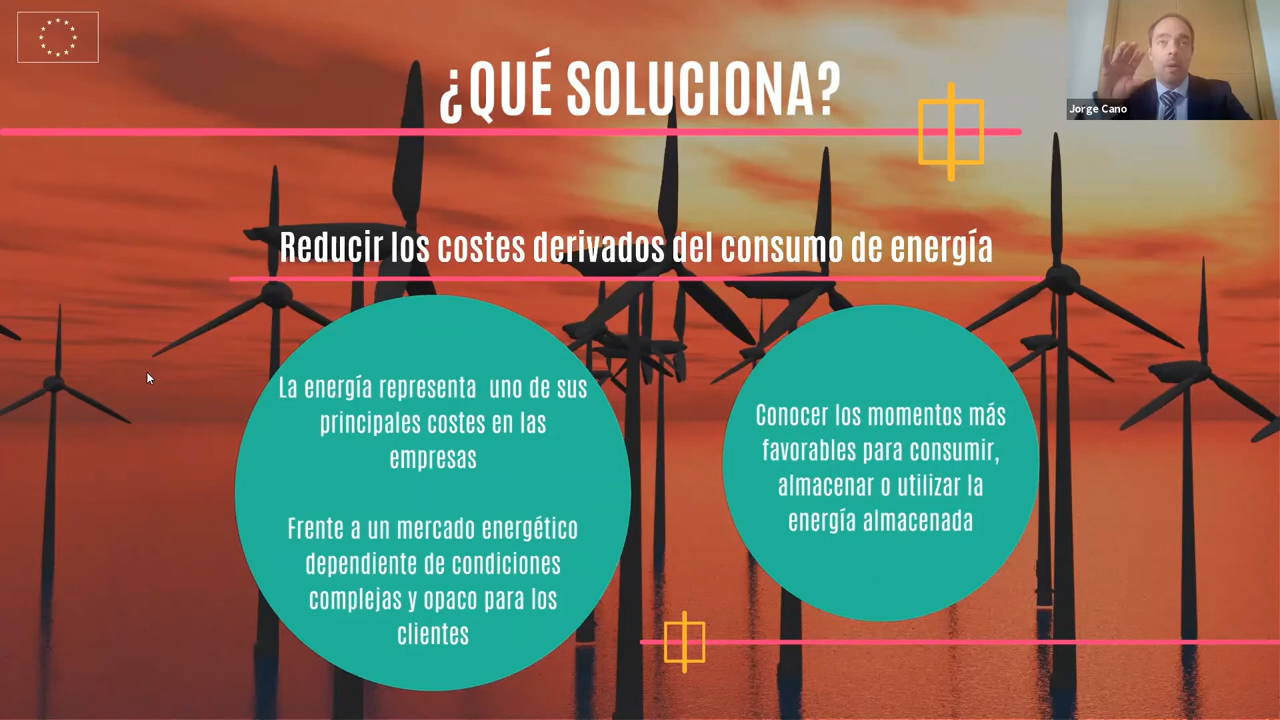 ¿QUÉ SOLUCIONA?
Jorge Cano
Reducir los costes derivados del consumo de energía
La energía representa  uno de sus
principales costes en las
empresas
Frente a un mercado energético
dependiente de condiciones
complejas y opaco para los
clientes
Conocer los momentos más
favorables para consumir,
almacenar o utilizar la
energía almacenada